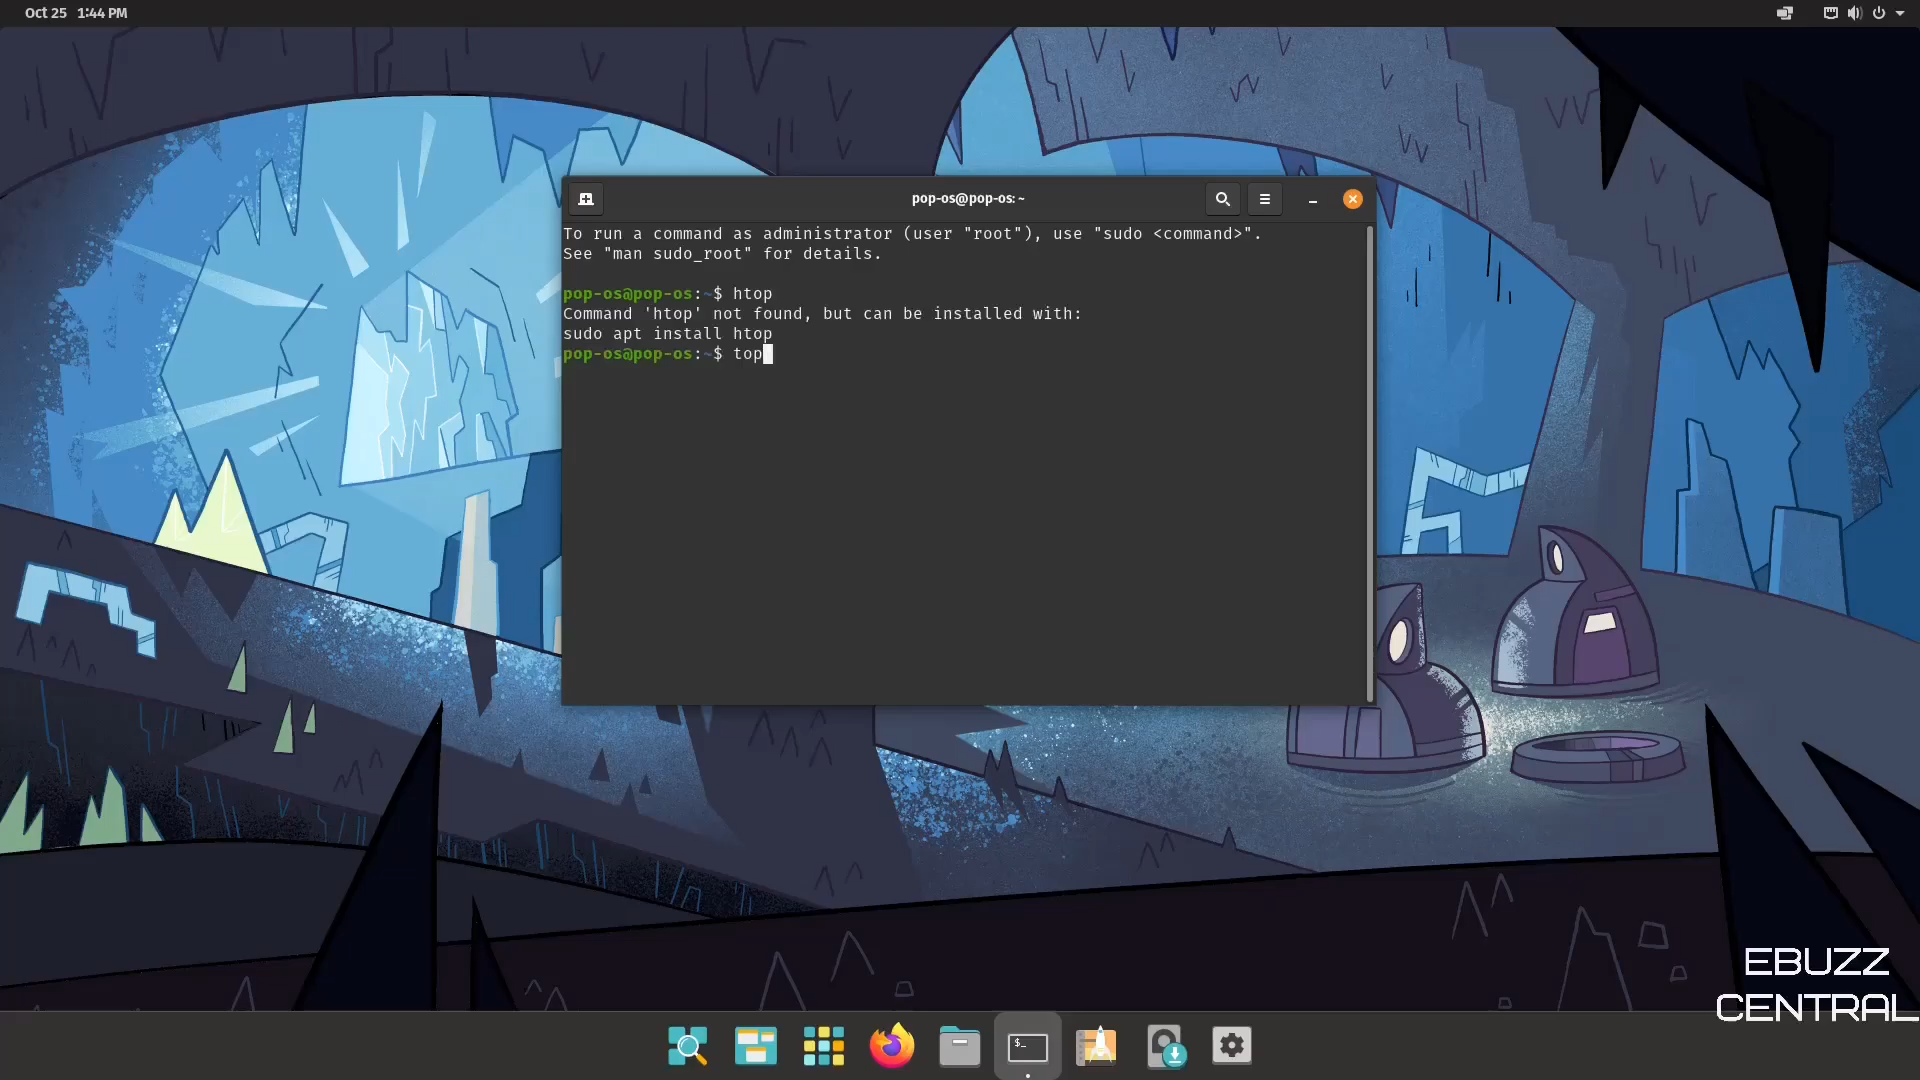 Oct 25 1:44 PM
pop-os@pop-os: ~
To run a command as administrator (user "root"), use "sudo <command>".
See "man sudo_root" for details.
pop-os@pop-os:~$ htop
Command 'htop' not found, but can be installed with:
sudo apt install htop
pop-os@pop-os:~$ top
EBUZZ
CENTRAL
$_